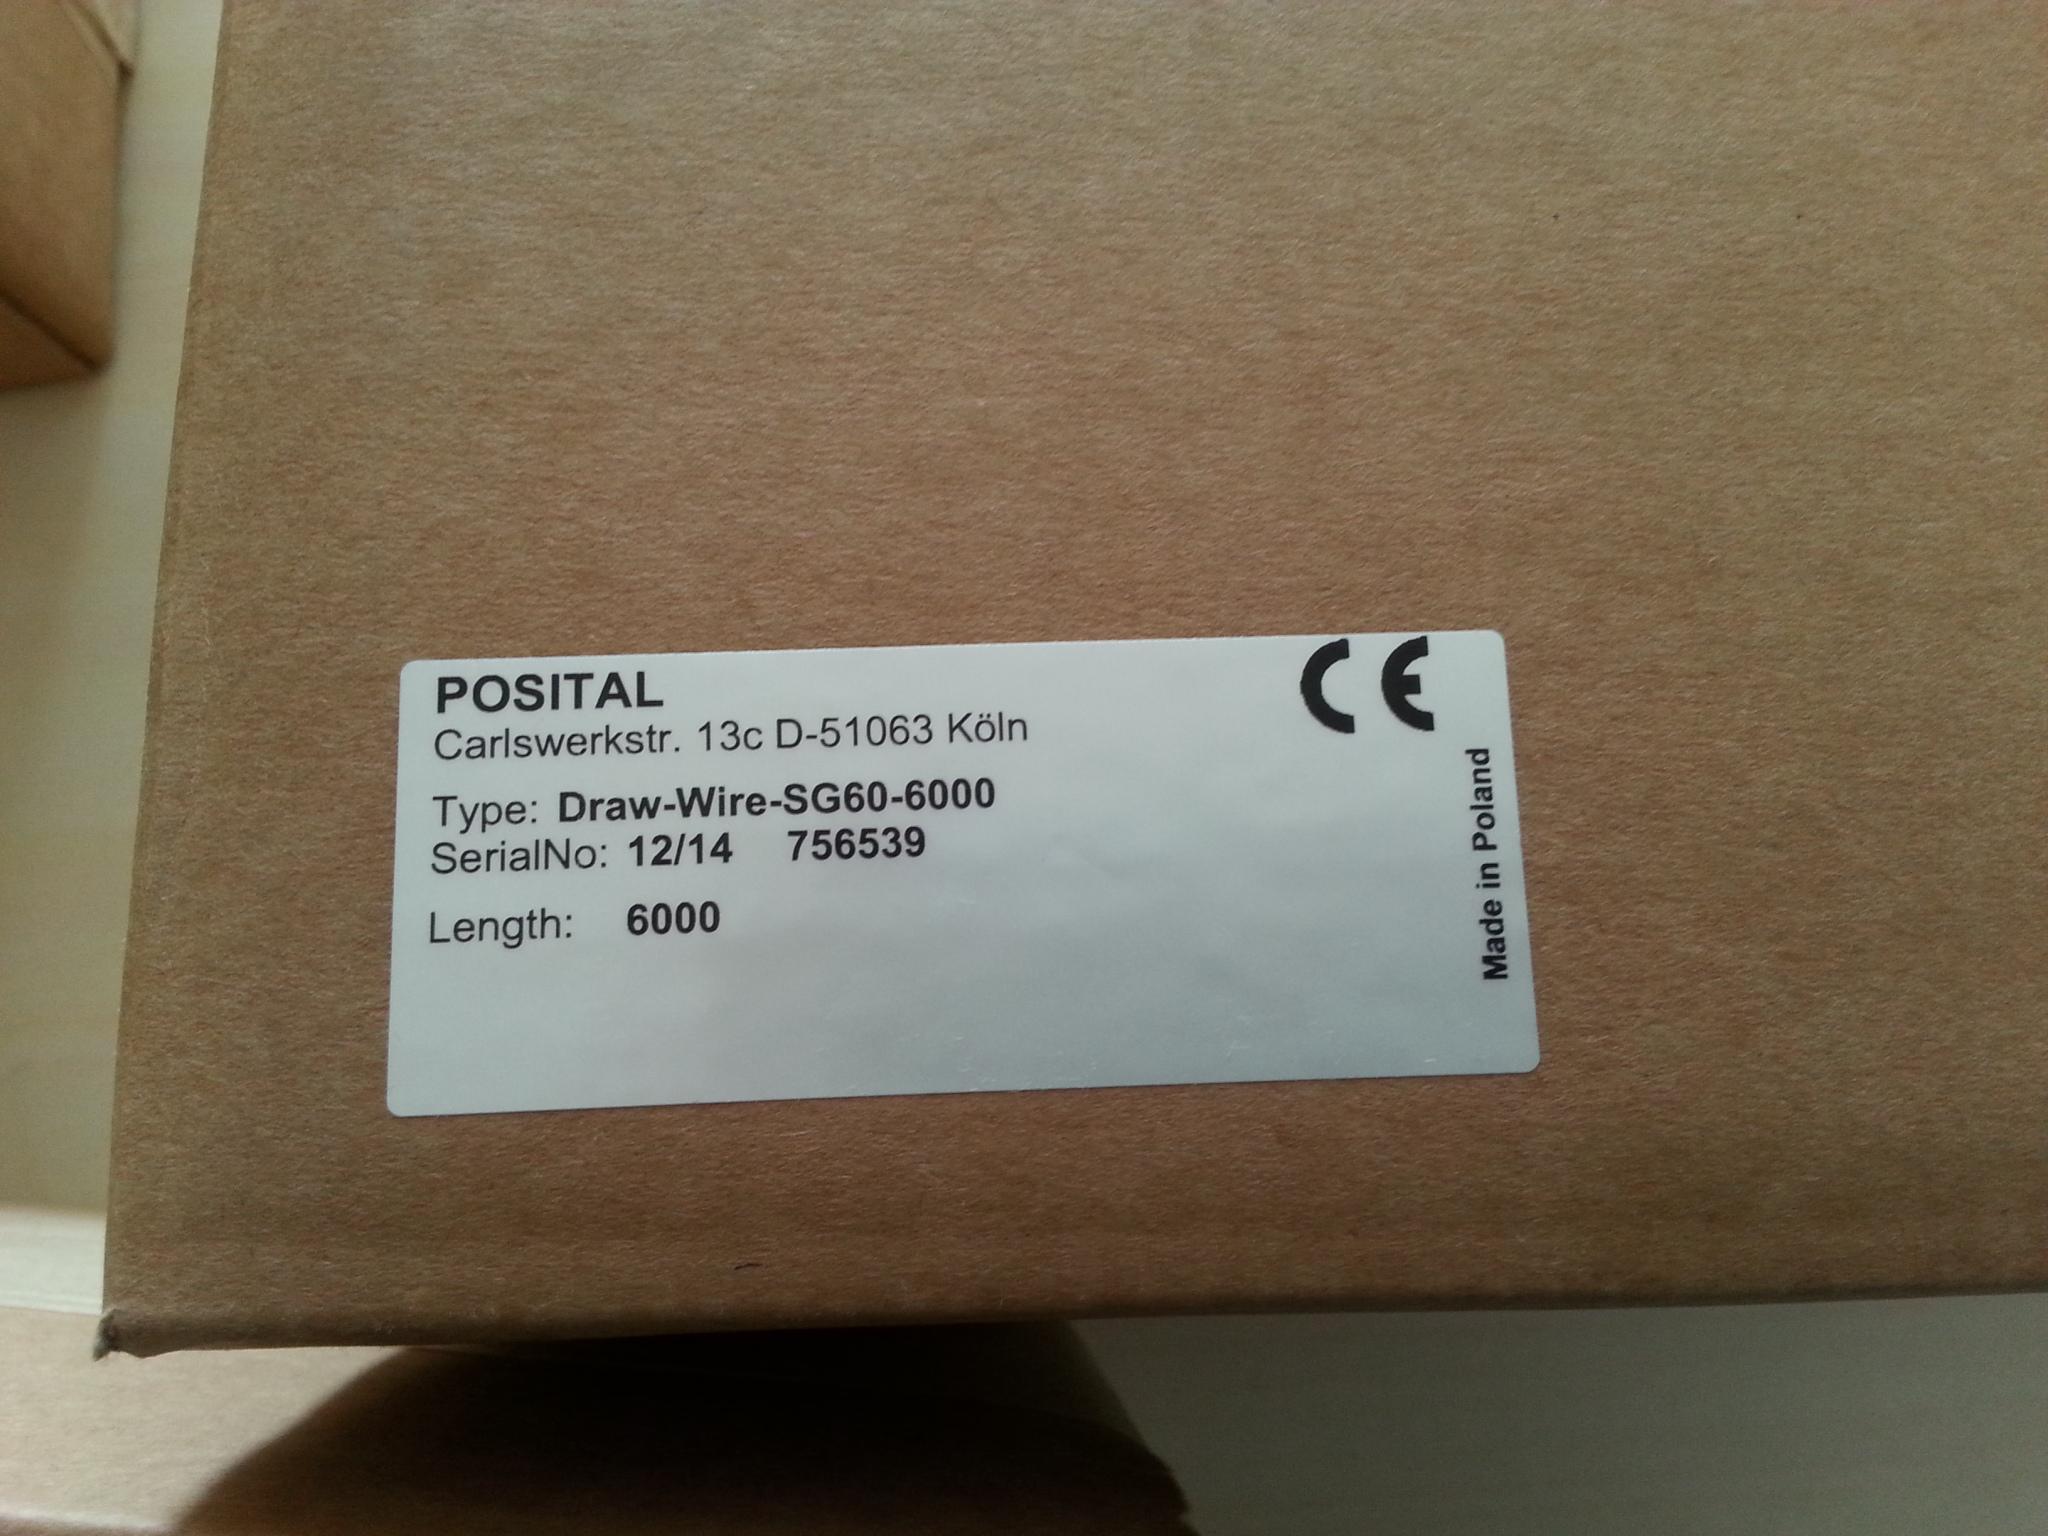 POSITAL
Carlswerkstr. 13c D-51063 Köln
Type: Draw-Wire-SG60-6000
SerialNo: 12/14 756539
Length: 6000
CE
Made in Poland